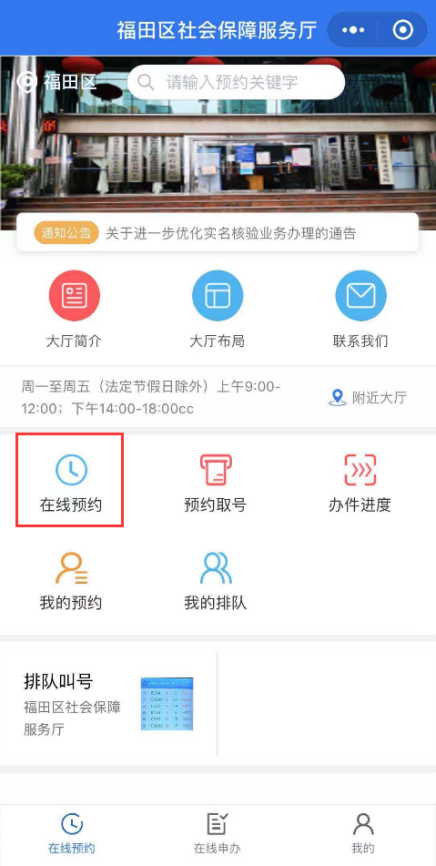 福田区社会保障服务厅
福田区
请输入预约关键字
通知公告 关于进一步优化实名核验业务办理的通告
大厅简介 大厅布局 联系我们
周一至周五（法定节假日除外）上午9:00-
12:00；下午14:00-18:00cc
附近大厅
在线预约 预约取号 办件进度
我的预约 我的排队
排队叫号
福田区社会保障
服务厅
在线预约 在线申办 我的